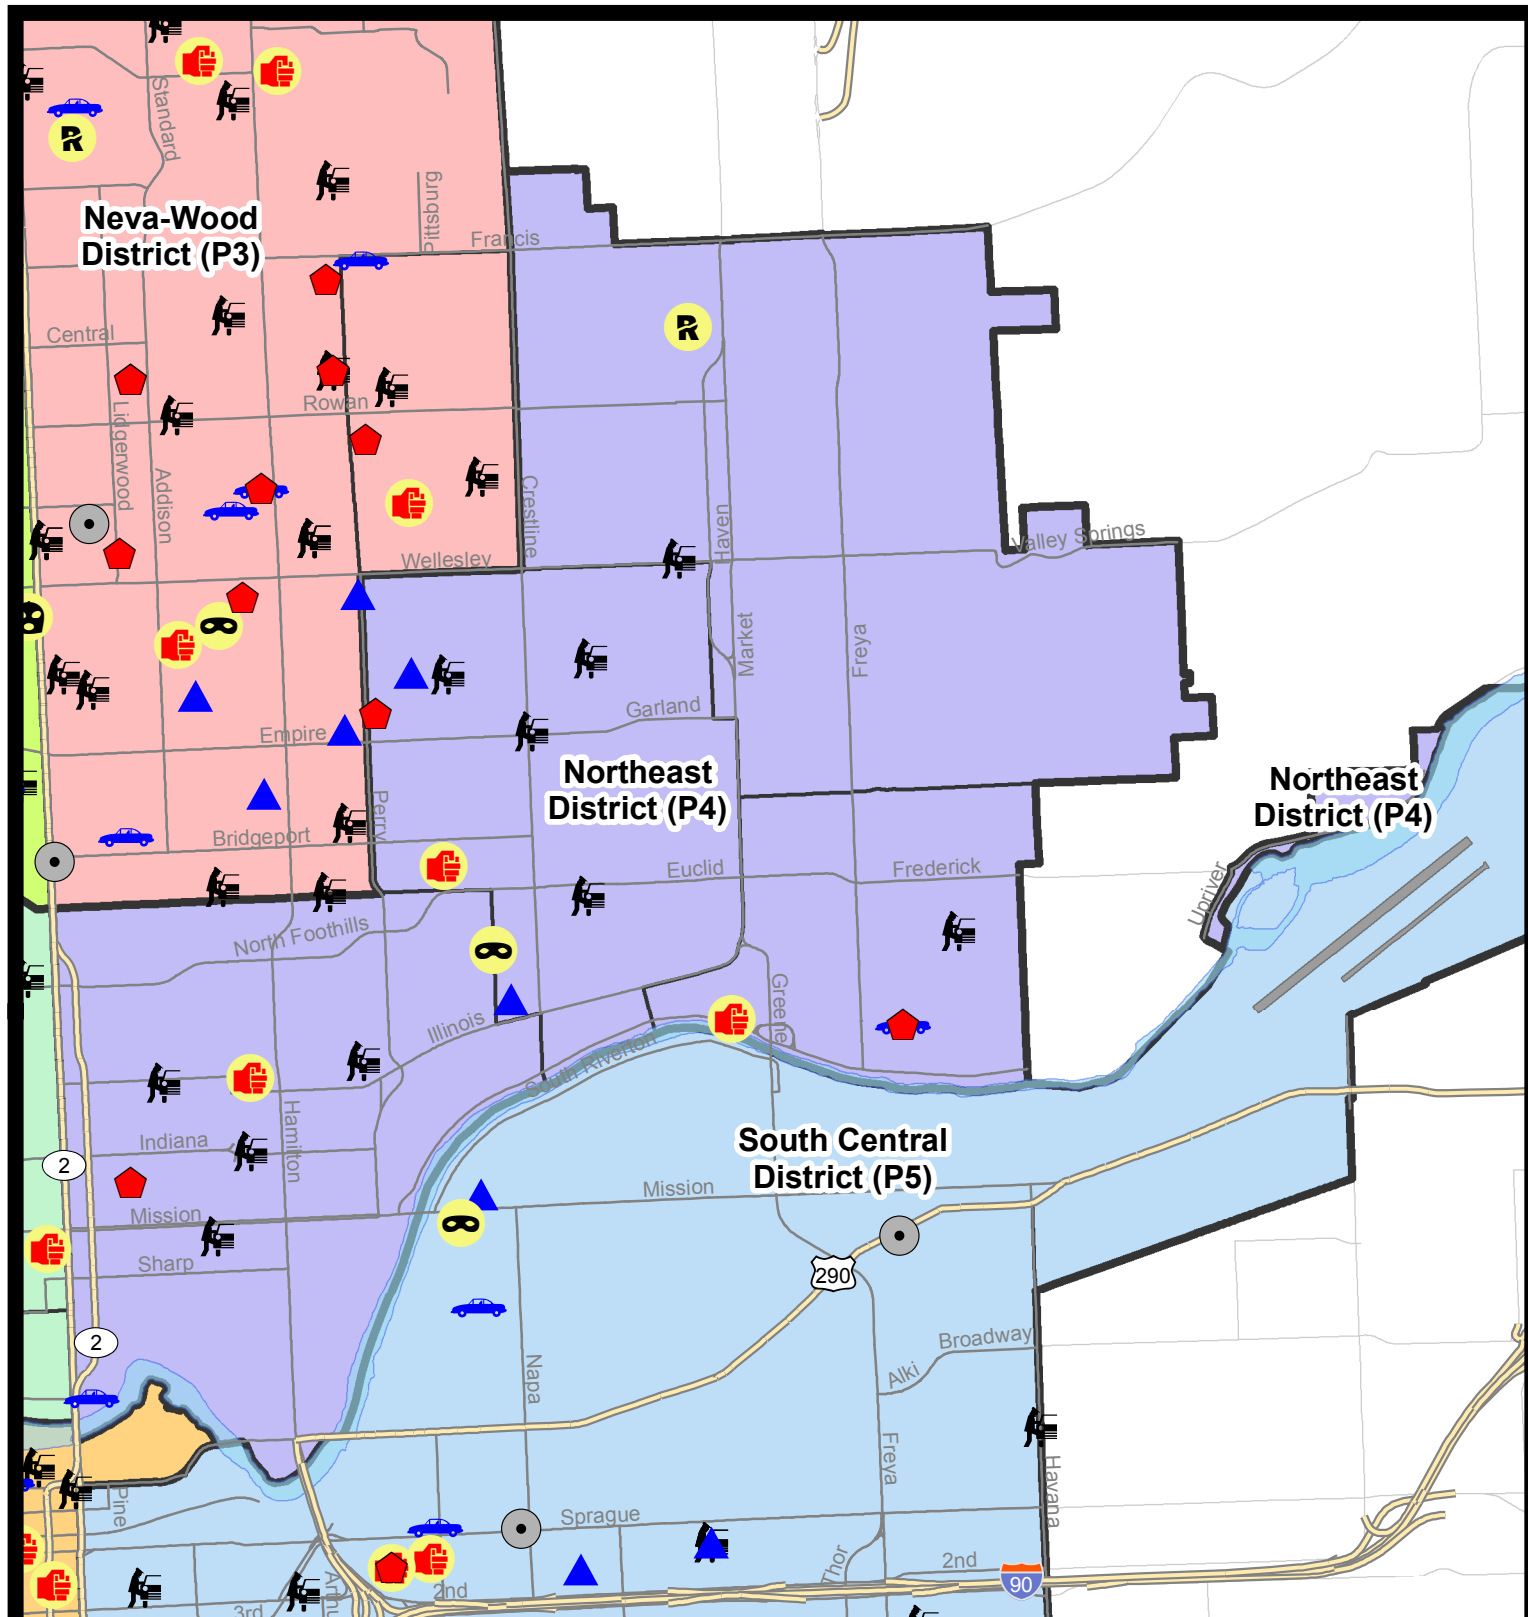 Standard
Pittsburg
Neva-Wood
District (P3)
Francis
Central
Rowan
Lidgerwood
Addison
Crestline
Haven
Wellesley
Valley Springs
Market
Freya
Garland
Empire
Northeast
District (P4)
Northeast
District (P4)
Perry
Bridgeport
Euclid
Frederick
Upriver
North Foothills
Greene
Illinois
South Riverton
Hamilton
Indiana
2
South Central
District (P5)
Mission
Mission
Sharp
290
2
Broadway
Alki
Napa
Freya
Havana
Pine
Sprague
Thor
2nd
2nd
90
3rd
R
R